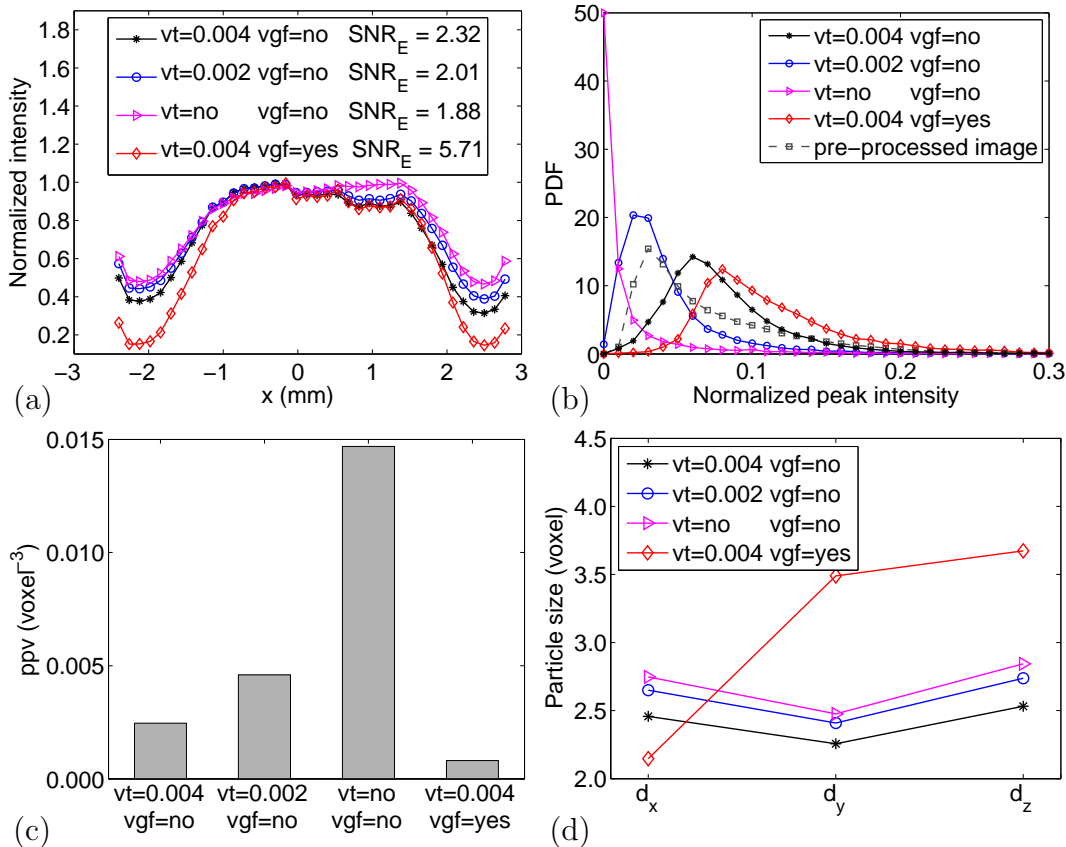 1.8
1.6
1.4
1.2
1.0
0.8
0.6
0.4
0.2
Normalized intensity
vt=0.004 vgf=no SNR_E = 2.32
vt=0.002 vgf=no SNR_E = 2.01
vt=no vgf=no SNR_E = 1.88
vt=0.004 vgf=yes SNR_E = 5.71
−3 −2 −1 0 1 2 3
x (mm)
(a)
50
40
30
20
10
0
PDF
vt=0.004 vgf=no
vt=0.002 vgf=no
vt=no vgf=no
vt=0.004 vgf=yes
pre−processed image
0 0.1 0.2 0.3
Normalized peak intensity
(b)
0.015
0.010
0.005
0.000
ppv (voxel⁻³)
vt=0.004 vt=0.002 vt=no vt=0.004
vgf=no vgf=no vgf=no vgf=yes
(c)
4.5
4.0
3.5
3.0
2.5
2.0
Particle size (voxel)
vt=0.004 vgf=no
vt=0.002 vgf=no
vt=no vgf=no
vt=0.004 vgf=yes
d_x d_y d_z
(d)